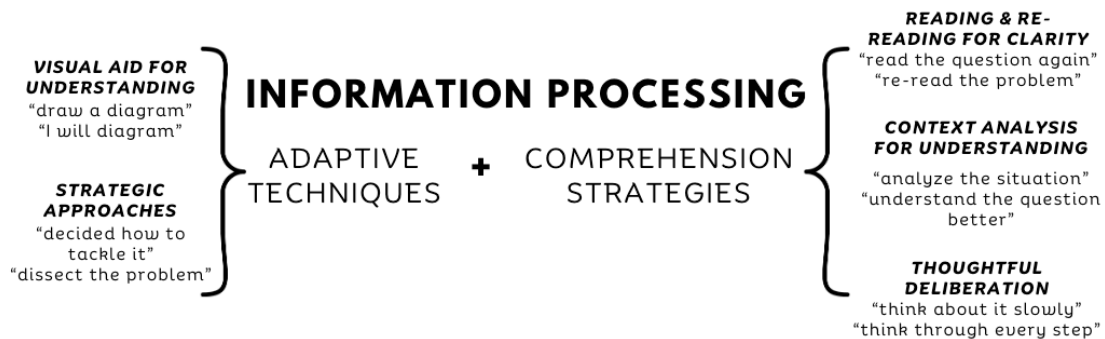 VISUAL AID FOR
UNDERSTANDING
“draw a diagram”
“I will diagram”
STRATEGIC
APPROACHES
“decided how to
tackle it”
“dissect the problem”
INFORMATION PROCESSING
ADAPTIVE
TECHNIQUES
+
COMPREHENSION
STRATEGIES
READING & RE-
READING FOR CLARITY
“read the question again”
“re-read the problem”
CONTEXT ANALYSIS
FOR UNDERSTANDING
“analyze the situation”
“understand the question
better”
THOUGHTFUL
DELIBERATION
“think about it slowly”
“think through every step”